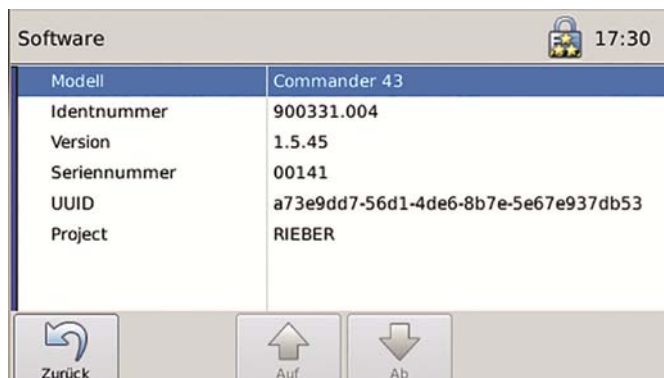 Software 17:30
Modell Commander 43
Identnummer 900331.004
Version 1.5.45
Seriennummer 00141
UUID a73e9dd7-56d1-4de6-8b7e-5e67e937db53
Project RIEBER
Zurück Auf Ab